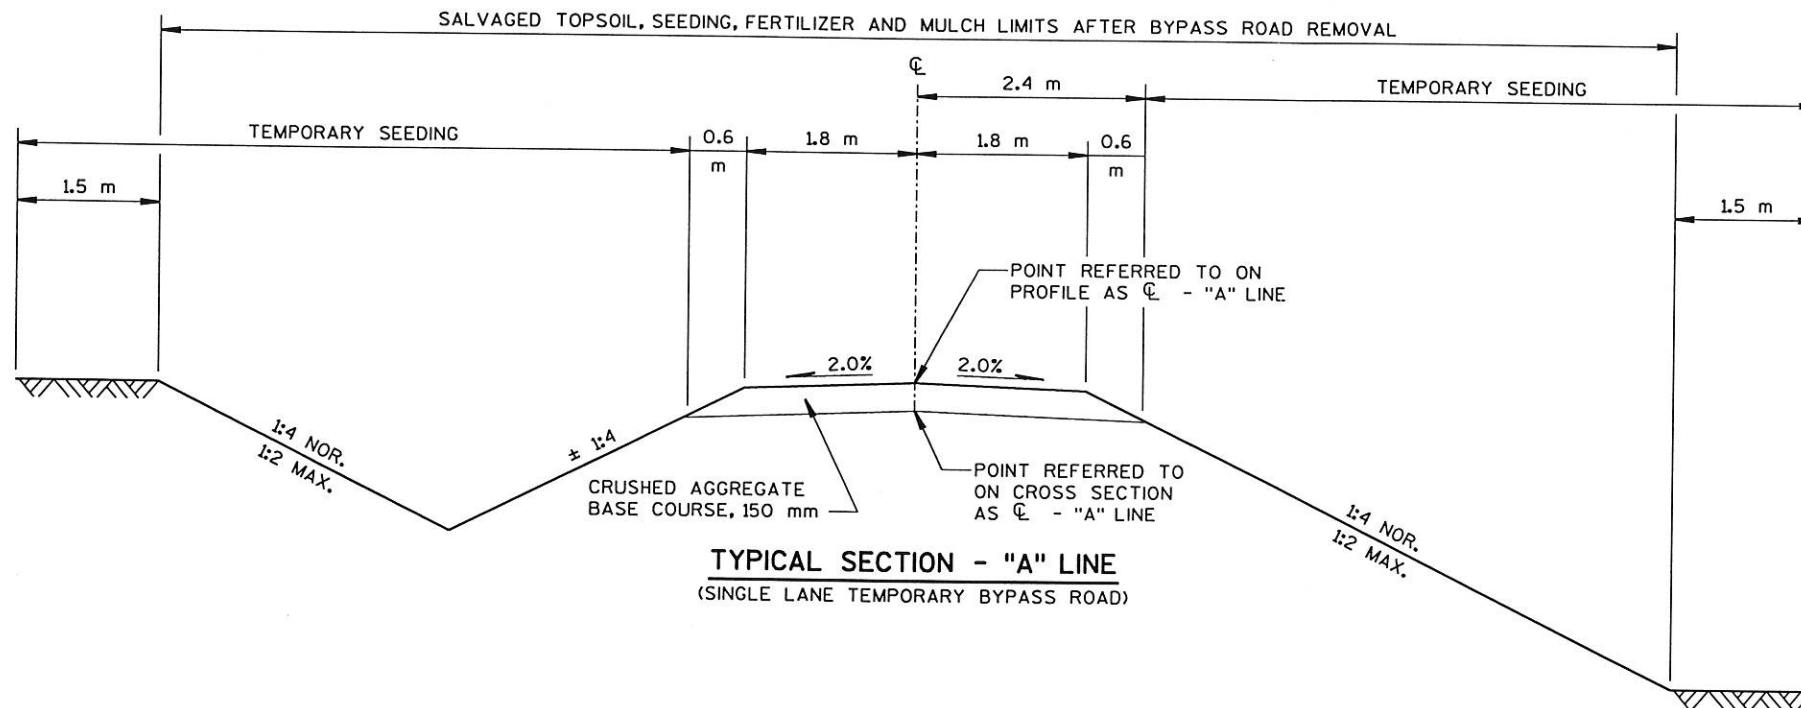 SALVAGED TOPSOIL, SEEDING, FERTILIZER AND MULCH LIMITS AFTER BYPASS ROAD REMOVAL
℄
2.4 m
TEMPORARY SEEDING
TEMPORARY SEEDING
0.6
m
1.8 m
1.8 m
0.6
m
1.5 m
1.5 m
POINT REFERRED TO ON
PROFILE AS ℄ - "A" LINE
2.0%
2.0%
1:4 NOR.
1:2 MAX.
± 1:4
CRUSHED AGGREGATE
BASE COURSE, 150 mm
POINT REFERRED TO
ON CROSS SECTION
AS ℄ - "A" LINE
1:4 NOR.
1:2 MAX.
TYPICAL SECTION - "A" LINE
(SINGLE LANE TEMPORARY BYPASS ROAD)